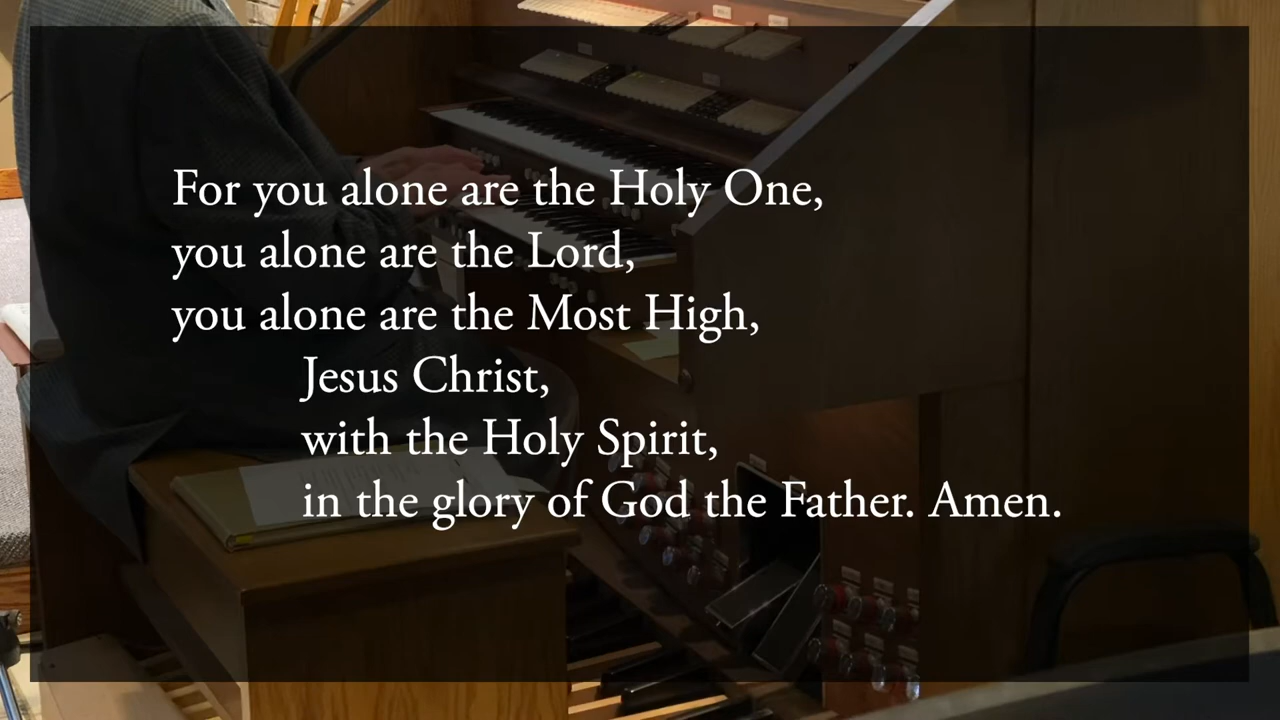 For you alone are the Holy One,
you alone are the Lord,
you alone are the Most High,
Jesus Christ,
with the Holy Spirit,
in the glory of God the Father. Amen.